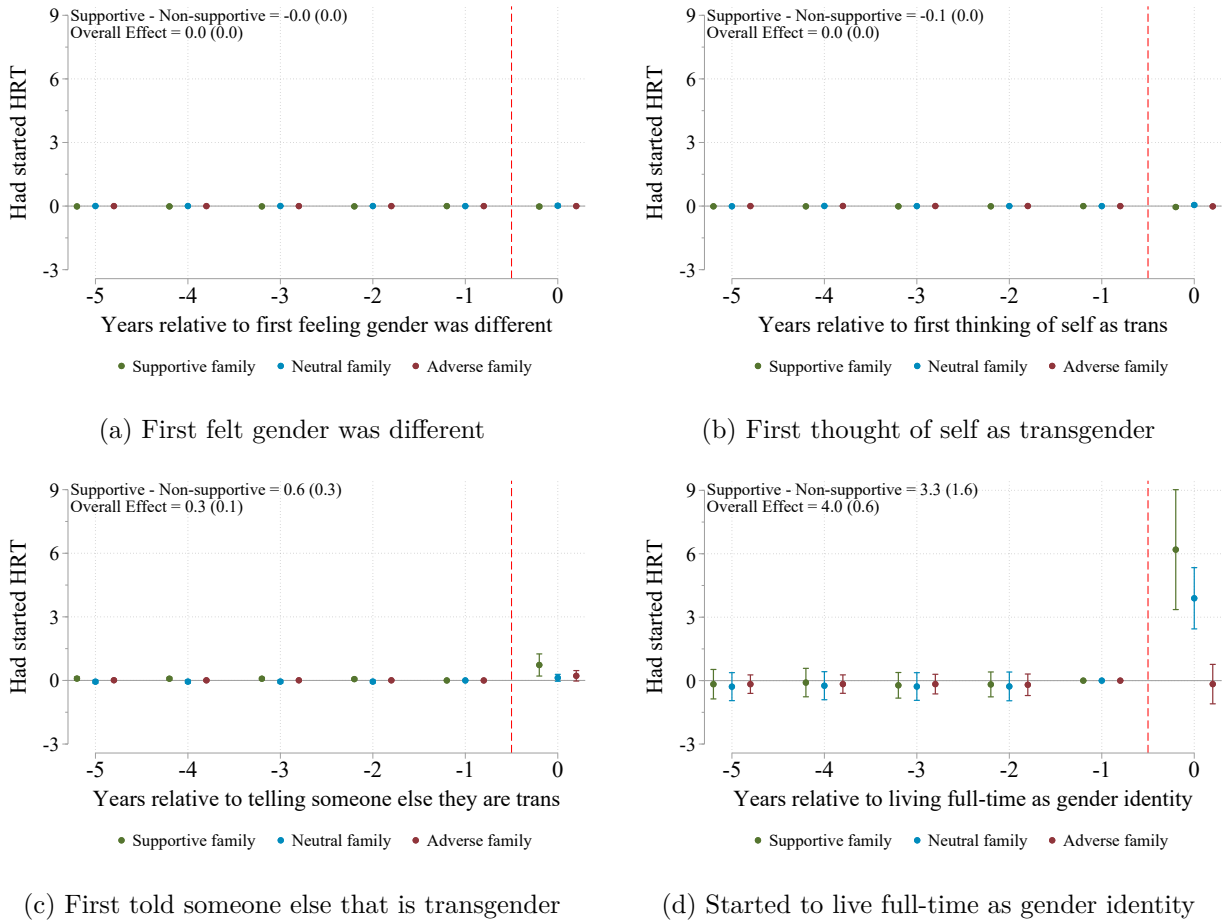 Supportive - Non-supportive = -0.0 (0.0)
Overall Effect = 0.0 (0.0)
Had started HRT
9
6
3
0
-3
-5 -4 -3 -2 -1 0
Years relative to first feeling gender was different
Supportive family Neutral family Adverse family
(a) First felt gender was different
Supportive - Non-supportive = -0.1 (0.0)
Overall Effect = 0.0 (0.0)
Had started HRT
9
6
3
0
-3
-5 -4 -3 -2 -1 0
Years relative to first thinking of self as trans
Supportive family Neutral family Adverse family
(b) First thought of self as transgender
Supportive - Non-supportive = 0.6 (0.3)
Overall Effect = 0.3 (0.1)
Had started HRT
9
6
3
0
-3
-5 -4 -3 -2 -1 0
Years relative to telling someone else they are trans
Supportive family Neutral family Adverse family
(c) First told someone else that is transgender
Supportive - Non-supportive = 3.3 (1.6)
Overall Effect = 4.0 (0.6)
Had started HRT
9
6
3
0
-3
-5 -4 -3 -2 -1 0
Years relative to living full-time as gender identity
Supportive family Neutral family Adverse family
(d) Started to live full-time as gender identity